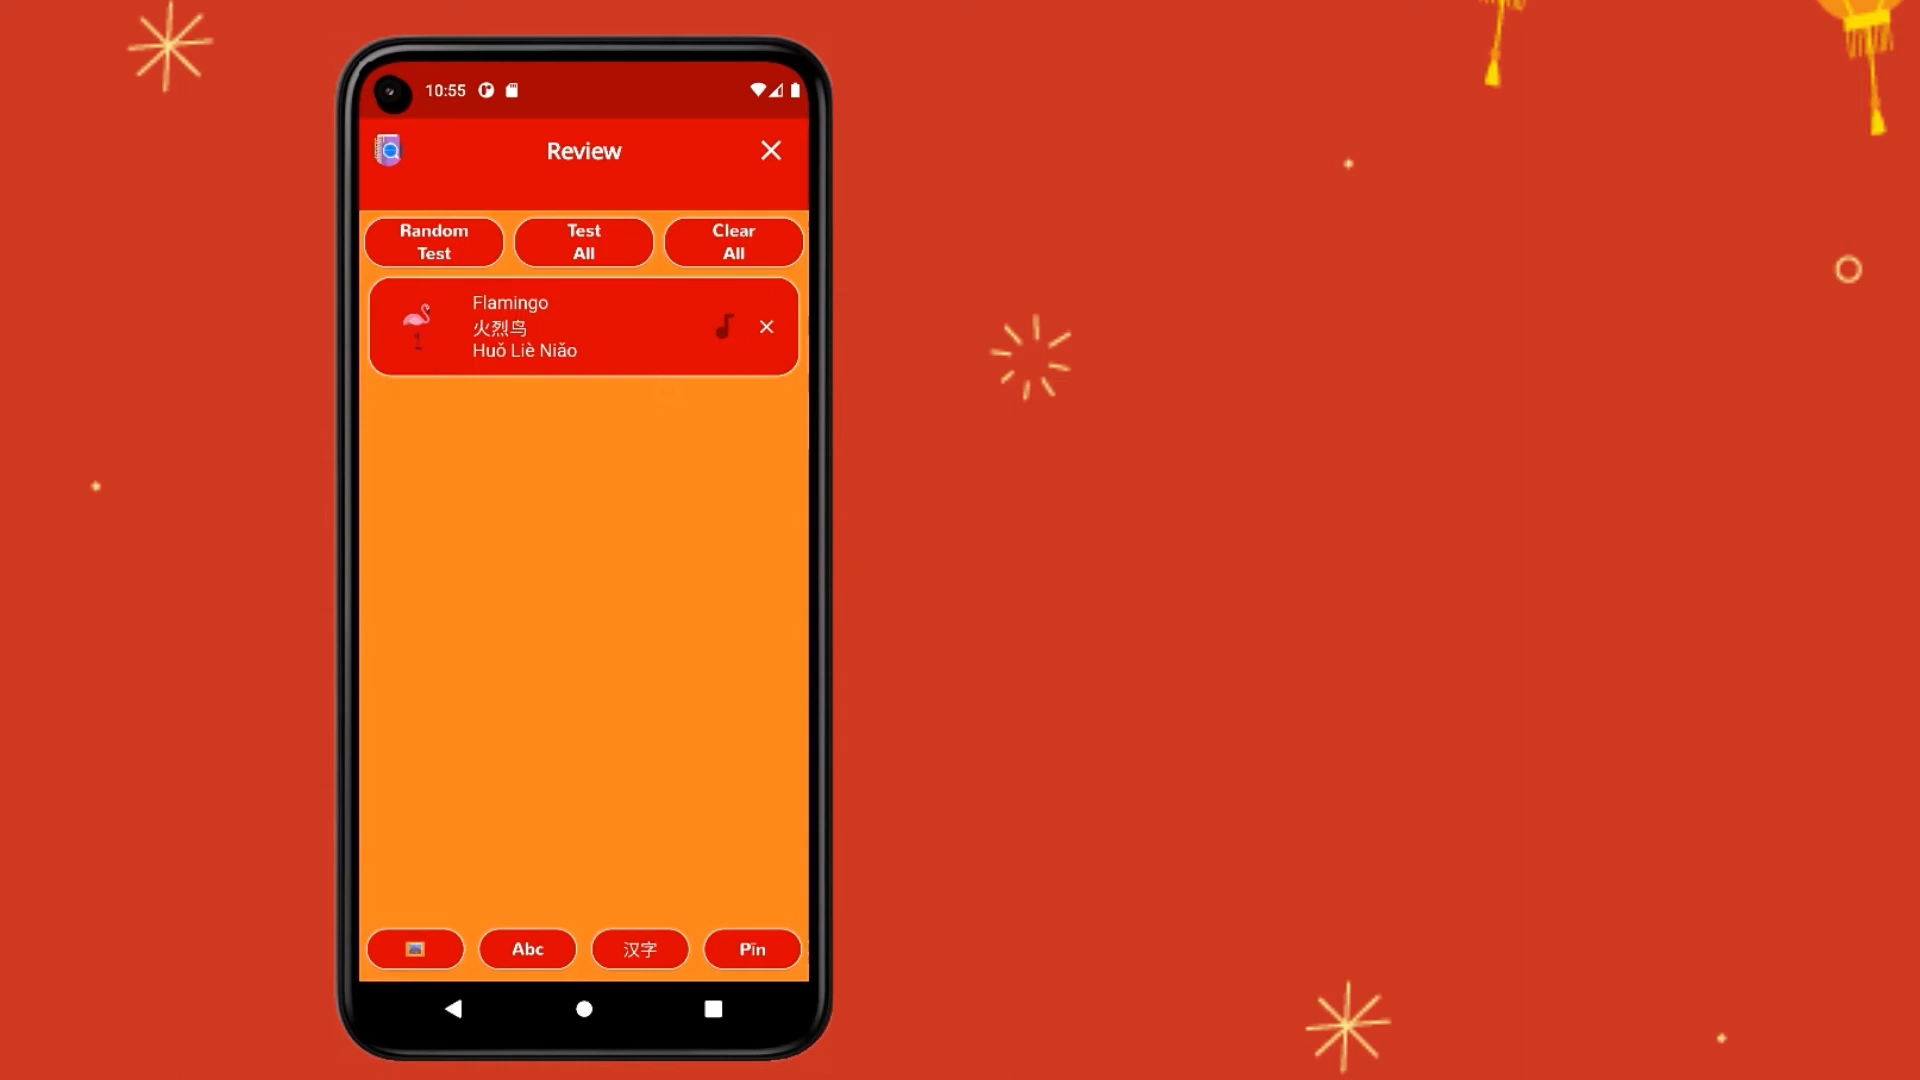 10:55
Review
Random
Test
Test
All
Clear
All
Flamingo
火烈鸟
Huǒ Liè Niǎo
Abc
汉字
Pīn